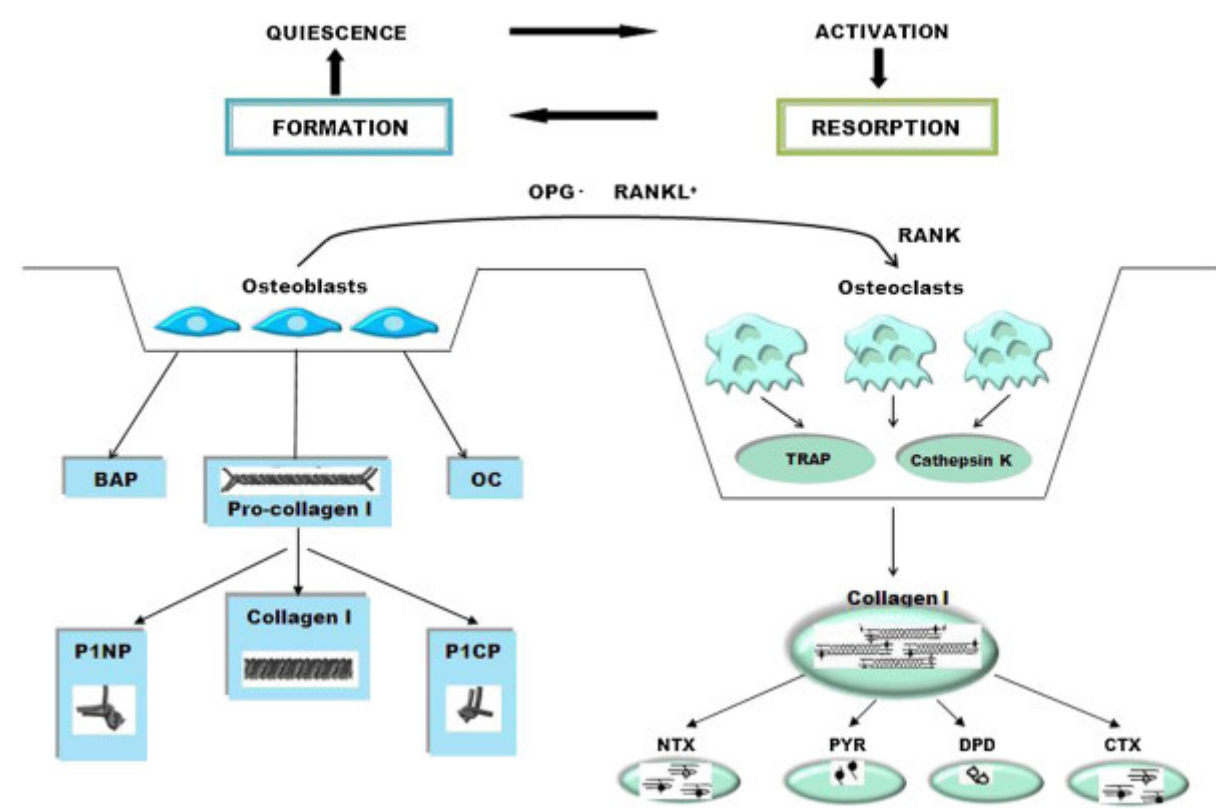 QUIESCENCE
ACTIVATION
FORMATION
RESORPTION
OPG - RANKL+
RANK
Osteoblasts
Osteoclasts
TRAP
Cathepsin K
BAP
Pro-collagen I
OC
Collagen I
P1NP
Collagen I
P1CP
NTX
PYR
DPD
CTX